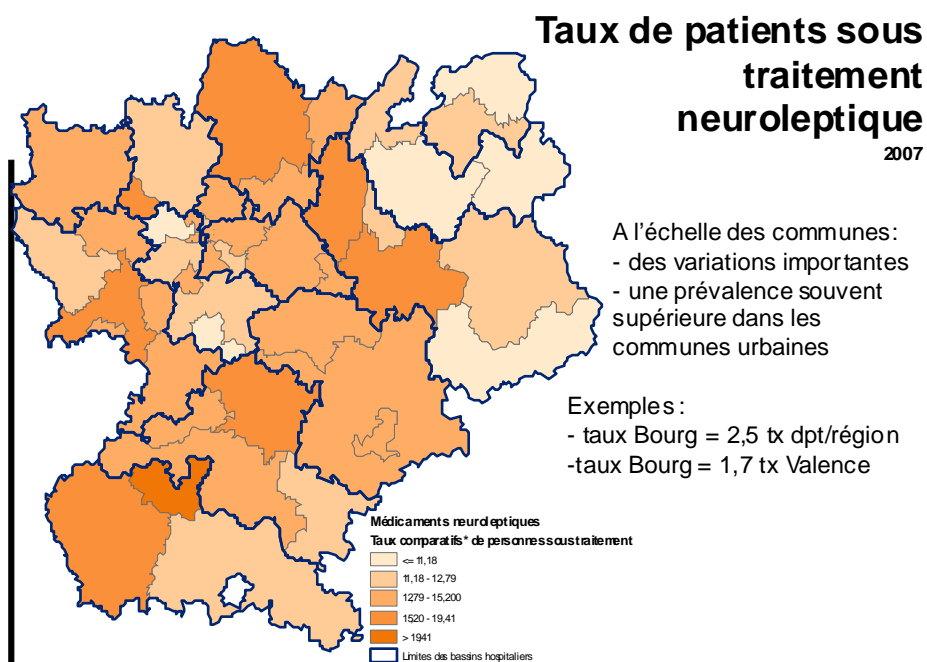 Taux de patients sous
traitement
neuroleptique
2007
A l'échelle des communes:
- des variations importantes
- une prévalence souvent
supérieure dans les
communes urbaines
Exemples :
- taux Bourg = 2,5 tx dpt/région
-taux Bourg = 1,7 tx Valence
Médicaments neuroleptiques
Taux comparatifs* de personnes sous traitement
<= 11,18
11,18 - 12,79
1279 - 15,200
1520 - 19,41
> 1941
Limites des bassins hospitaliers